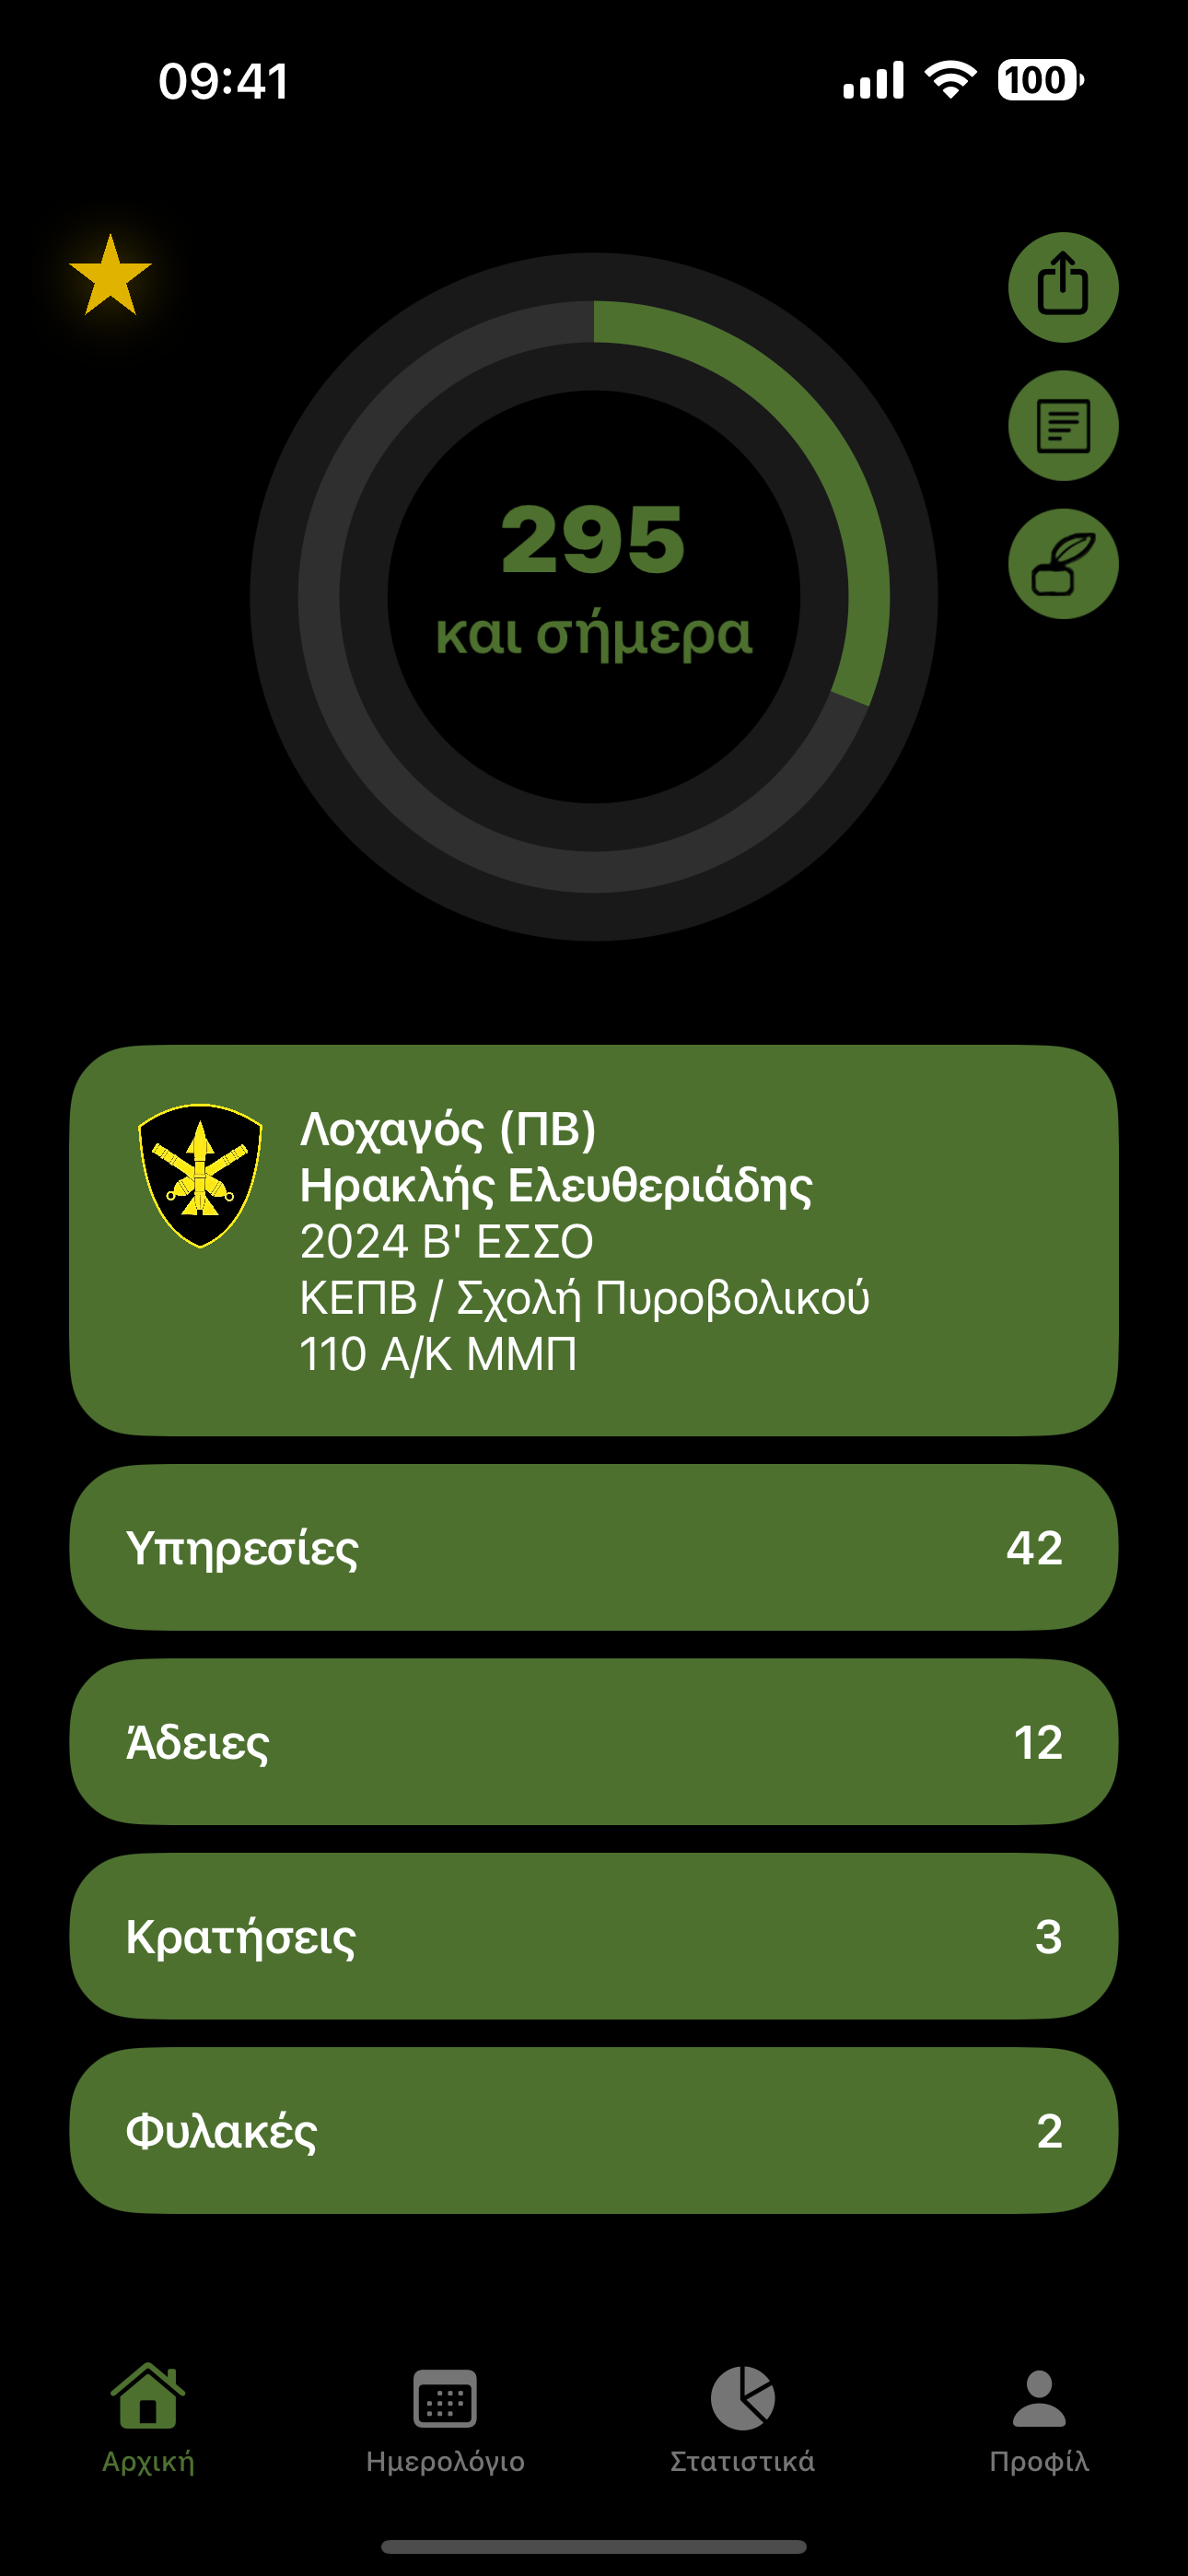 09:41
100
295
και σήμερα
Λοχαγός (ΠΒ)
Ηρακλής Ελευθεριάδης
2024 Β' ΕΣΣΟ
ΚΕΠΒ / Σχολή Πυροβολικού
110 Α/Κ ΜΜΠ
Υπηρεσίες 42
Άδειες 12
Κρατήσεις 3
Φυλακές 2
Αρχική Ημερολόγιο Στατιστικά Προφίλ